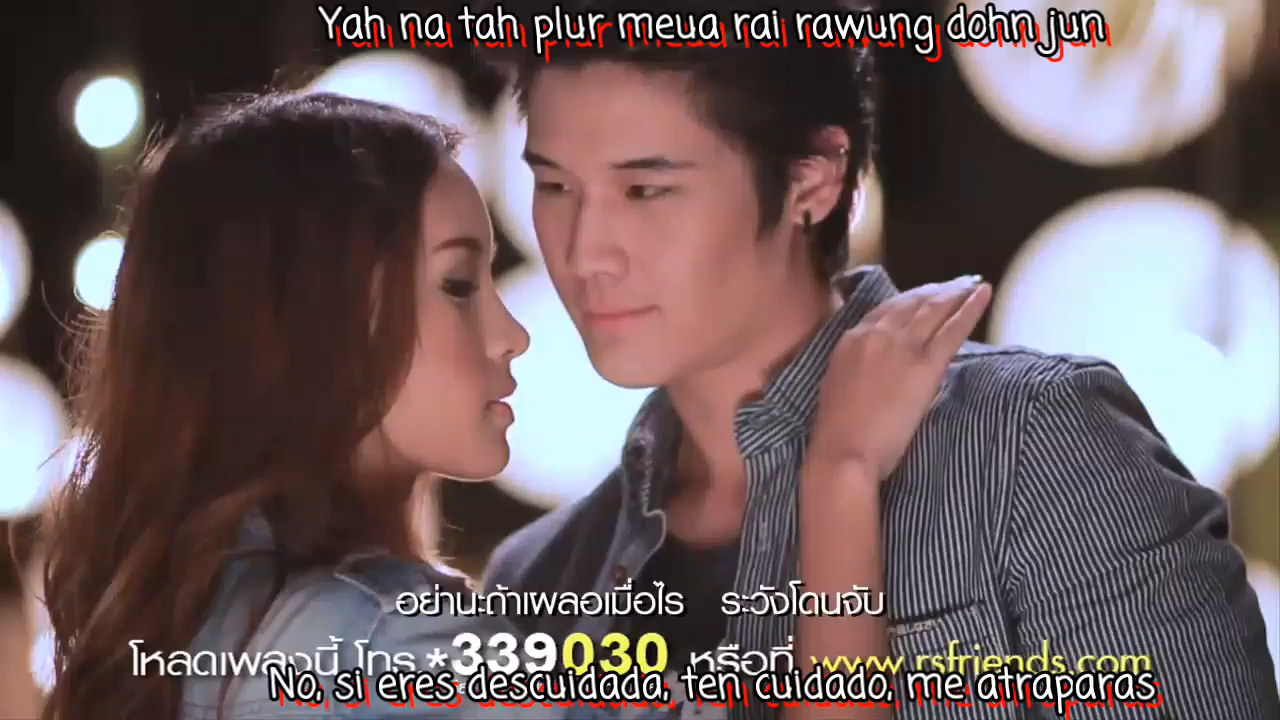 Yah na tah plur meua rai rawung dohn jun
อย่านะถ้าเผลอเมื่อไร ระวังโดนจับ
โหลดเพลงนี้ โทร *339030 หรือที่ www.rsfriends.com
No, si eres descuidada, ten cuidado, me atraparas